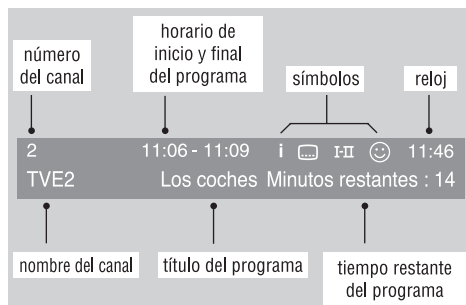 número
del canal
horario de
inicio y final
del programa
símbolos
reloj
2 11:06 - 11:09 i I-II 11:46
TVE2 Los coches Minutos restantes : 14
nombre del canal
título del programa
tiempo restante
del programa